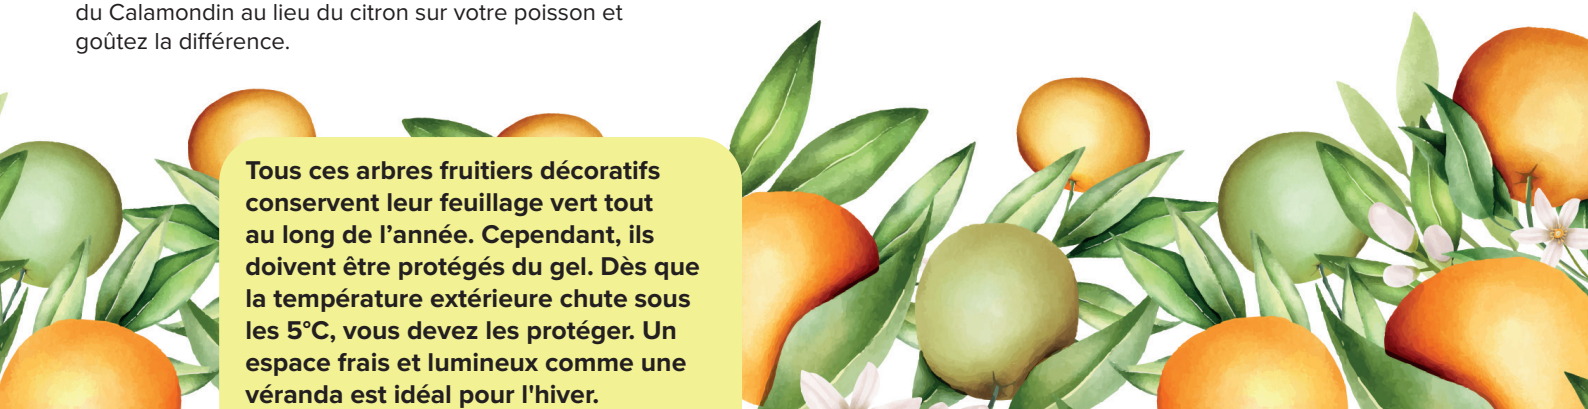 du Calamondin au lieu du citron sur votre poisson et
goûtez la différence.
Tous ces arbres fruitiers décoratifs
conservent leur feuillage vert tout
au long de l’année. Cependant, ils
doivent être protégés du gel. Dès que
la température extérieure chute sous
les 5°C, vous devez les protéger. Un
espace frais et lumineux comme une
véranda est idéal pour l'hiver.